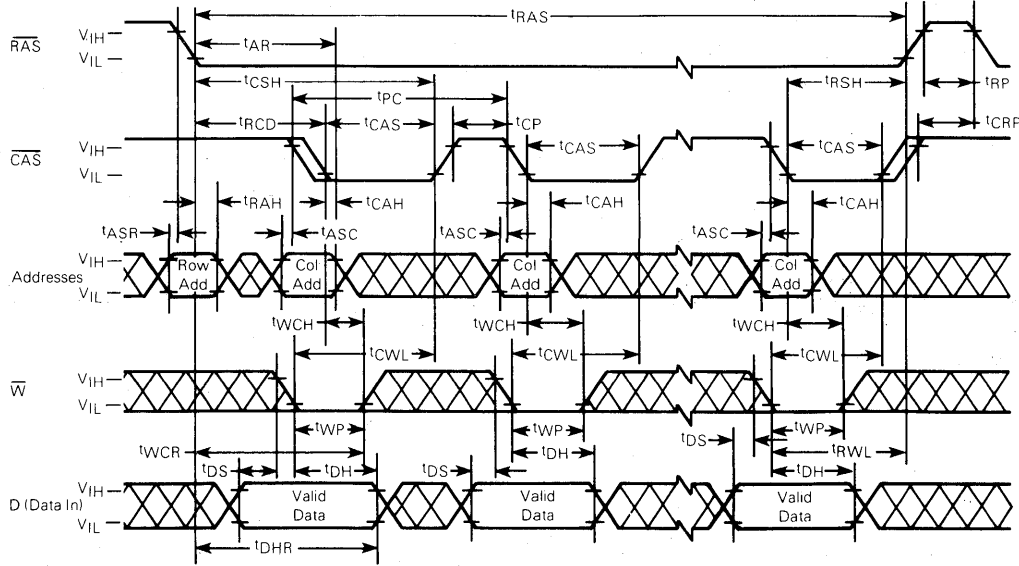 tRAS
RAS VIH
VIL
tAR
tCSH
tRSH
tRP
tPC
tRCD
tCAS
tCP
tCRP
CAS VIH
VIL
tCAS
tCAS
tRAH
tCAH
tCAH
tCAH
tASR
tASC
tASC
tASC
Addresses VIH
VIL
Row Add
Col Add
Col Add
Col Add
tWCH
tWCH
tWCH
tCWL
tCWL
tCWL
W VIH
VIL
tWP
tWP
tWP
tWCR
tDS
tDH
tDS
tDH
tDS
tRWL
tDH
D (Data In) VIH
VIL
Valid Data
Valid Data
Valid Data
tDHR